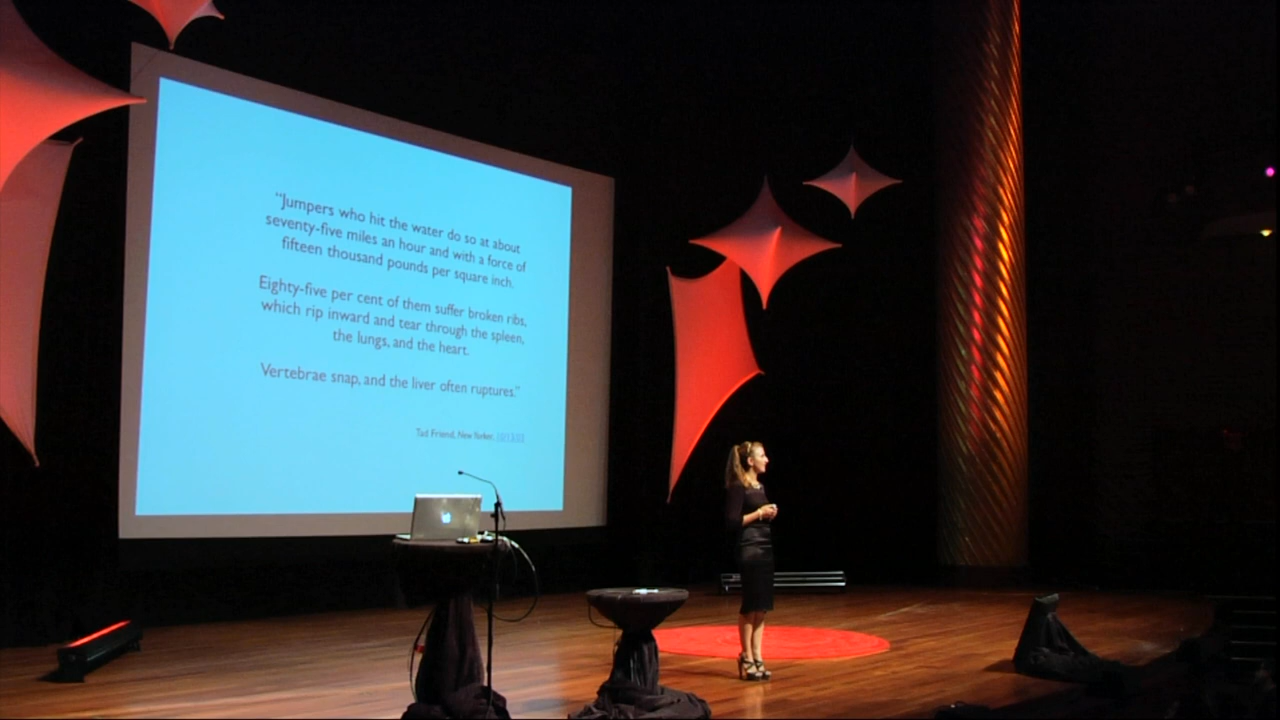 “Jumpers who hit the water do so at about
seventy-five miles an hour and with a force of
fifteen thousand pounds per square inch.
Eighty-five per cent of them suffer broken ribs,
which rip inward and tear through the spleen,
the lungs, and the heart.
Vertebrae snap, and the liver often ruptures.”
Tad Friend, New Yorker,